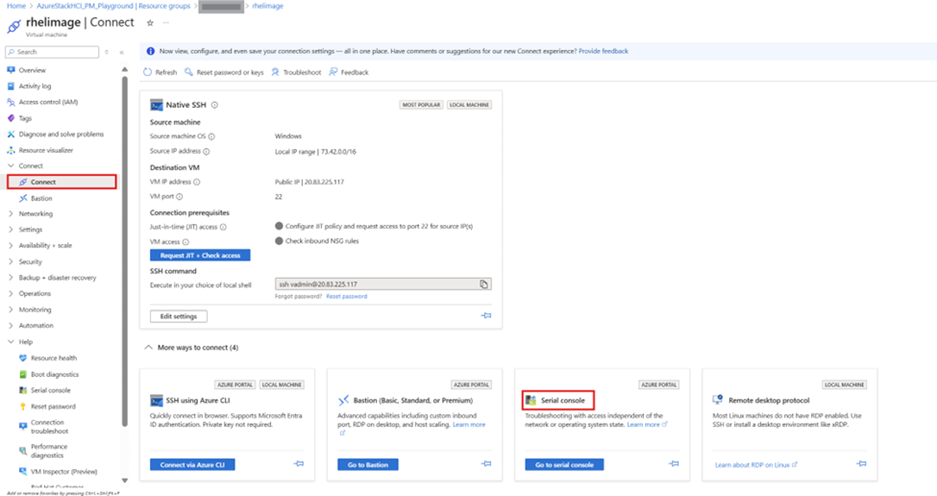 Home > AzureStackHCI_PM_Playground | Resource groups > > rhelimage
rhelimage | Connect
Virtual machine
Search
Overview
Activity log
Access control (IAM)
Tags
Diagnose and solve problems
Resource visualizer
Connect
Connect
Bastion
Networking
Settings
Availability + scale
Security
Backup + disaster recovery
Operations
Monitoring
Automation
Help
Resource health
Boot diagnostics
Serial console
Reset password
Connection
troubleshoot
Performance
diagnostics
VM Inspector (Preview)
Add or remove favorites by pressing Ctrl+Shift+F
Now view, configure, and even save your connection settings — all in one place. Have comments or suggestions for our new Connect experience? Provide feedback
Refresh Reset password or keys Troubleshoot Feedback
Native SSH MOST POPULAR LOCAL MACHINE
Source machine
Source machine OS Windows
Source IP address Local IP range | 73.42.0.0/16
Destination VM
VM IP address Public IP | 20.83.225.117
VM port 22
Connection prerequisites
Just-in-time (JIT) access Configure JIT policy and request access to port 22 for source IP(s)
VM access Check inbound NSG rules
Request JIT + Check access
SSH command
Execute in your choice of local shell ssh vadmin@20.83.225.117
Forgot password? Reset password
Edit settings
More ways to connect (4)
AZURE PORTAL LOCAL MACHINE
SSH using Azure CLI
Quickly connect in browser. Supports Microsoft Entra
ID authentication. Private key not required.
Connect via Azure CLI
AZURE PORTAL
Bastion (Basic, Standard, or Premium)
Advanced capabilities including custom inbound
port, RDP on desktop, and host scaling. Learn more
Go to Bastion
AZURE PORTAL
Serial console
Troubleshooting with access independent of the
network or operating system state. Learn more
Go to serial console
LOCAL MACHINE
Remote desktop protocol
Most Linux machines do not have RDP enabled. Use
SSH or install a desktop environment like xRDP.
Learn about RDP on Linux